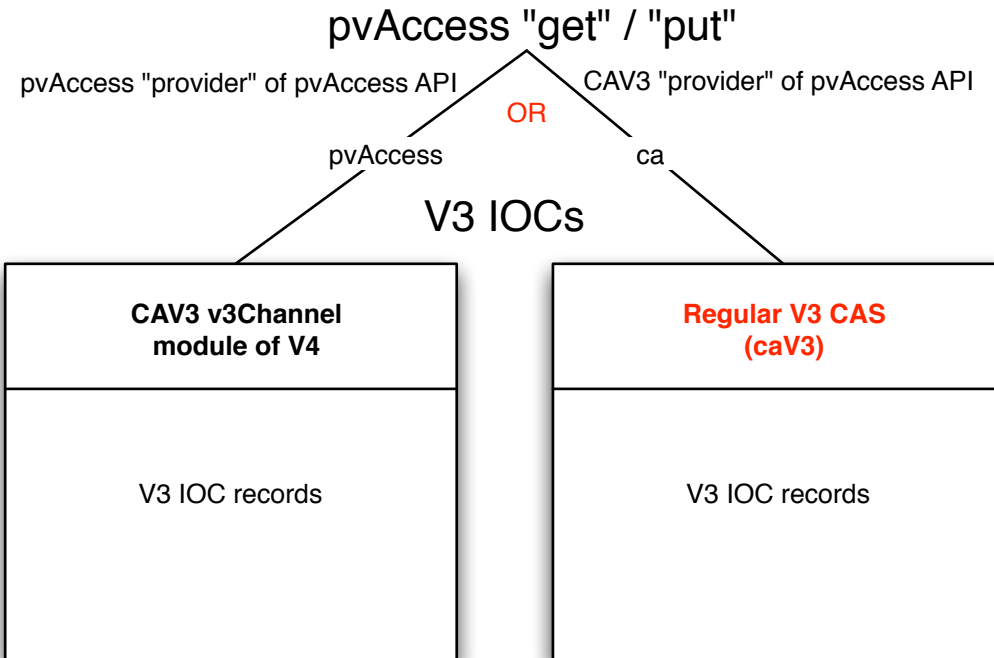 pvAccess "get" / "put"
pvAccess "provider" of pvAccess API
CAV3 "provider" of pvAccess API
OR
pvAccess
ca
V3 IOCs
CAV3 v3Channel
module of V4
Regular V3 CAS
(caV3)
V3 IOC records
V3 IOC records